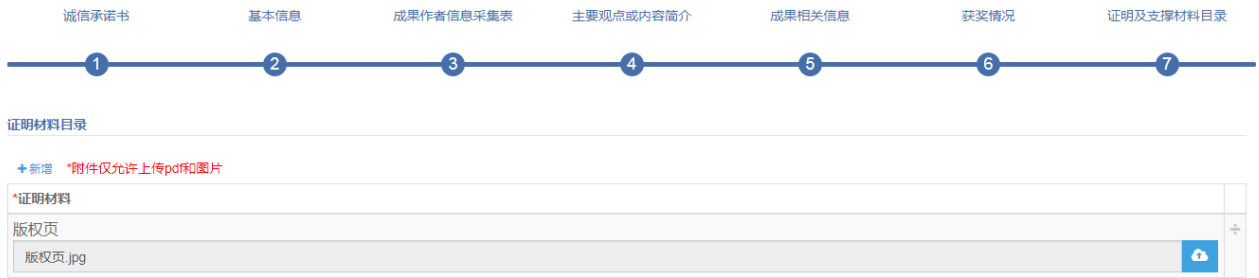 诚信承诺书 基本信息 成果作者信息采集表 主要观点或内容简介 成果相关信息 获奖情况 证明及支撑材料目录
1 2 3 4 5 6 7
证明材料目录
+新增 *附件仅允许上传pdf和图片
*证明材料
版权页
版权页.jpg